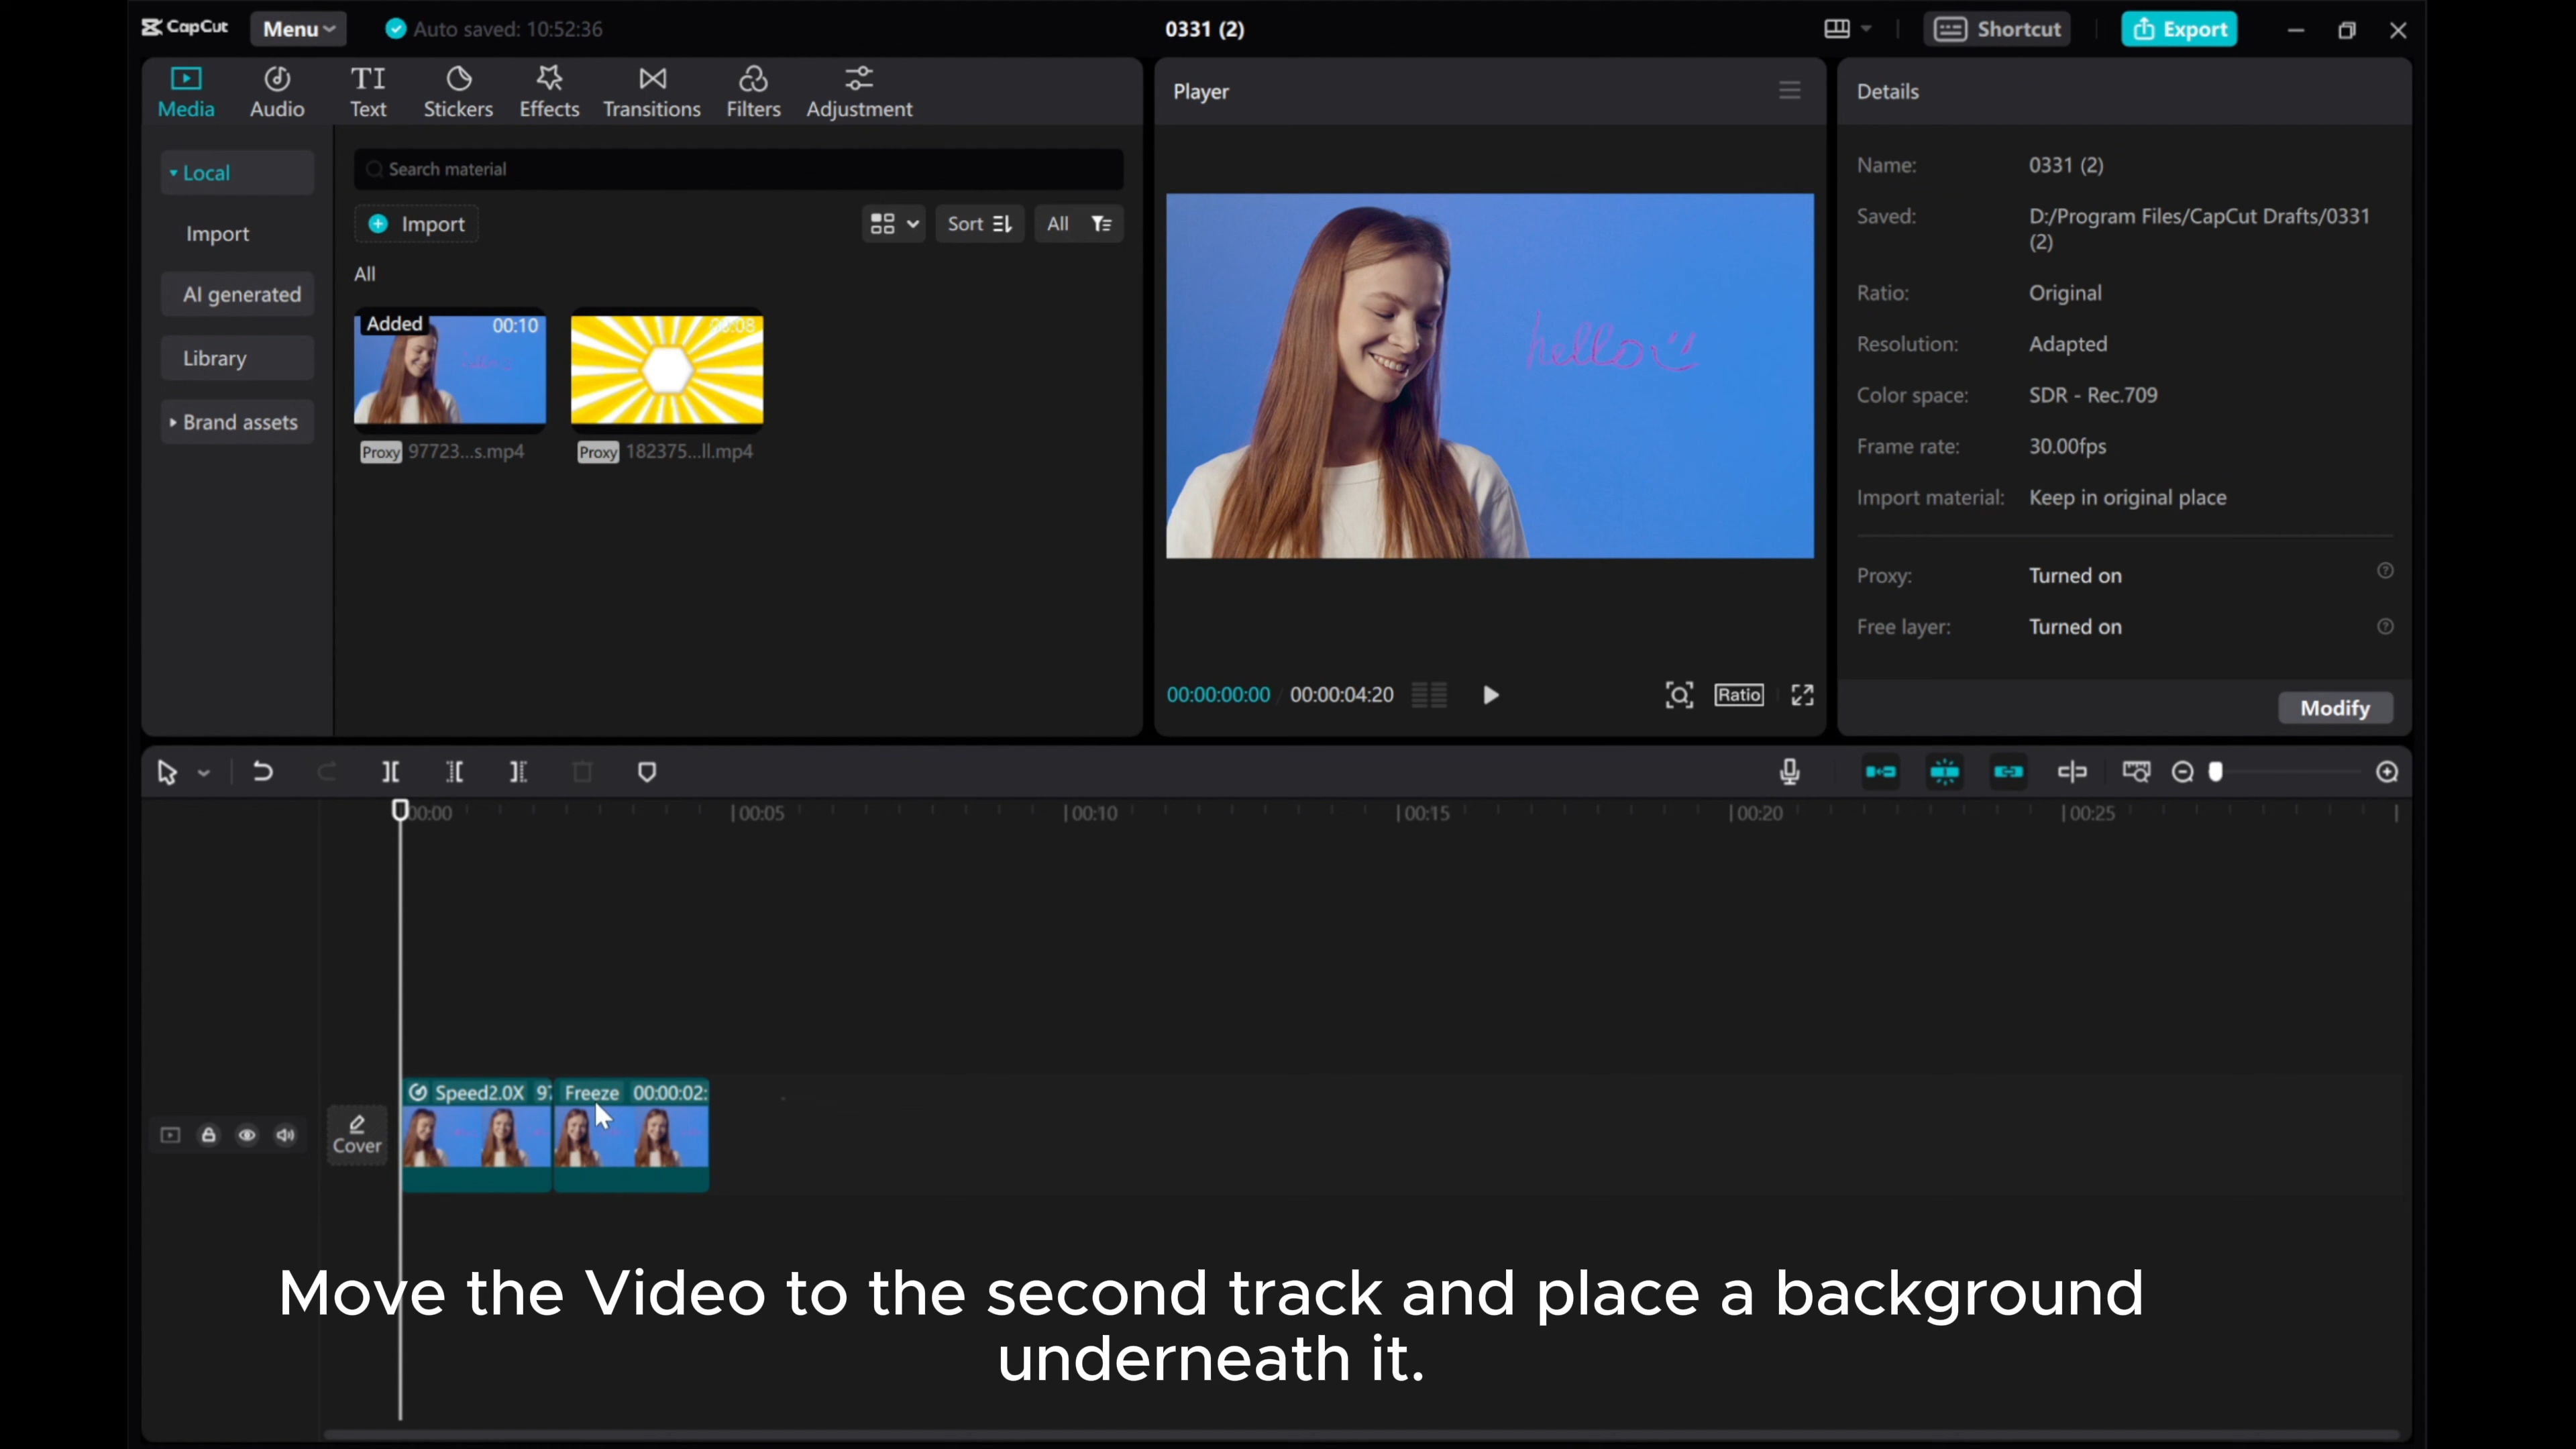 CapCut
Menu
Auto saved: 10:52:36
0331 (2)
Shortcut
Export
Media
Audio
TI
Text
Stickers
Effects
Transitions
Filters
Adjustment
Local
Import
AI generated
Library
Brand assets
Search material
Import
Sort
All
All
Added
00:10
00:08
hello
Proxy
97723...s.mp4
Proxy
182375...ll.mp4
Player
hello
00:00:00:00
00:00:04:20
Ratio
Details
Name: 0331 (2)
Saved: D:/Program Files/CapCut Drafts/0331
(2)
Ratio: Original
Resolution: Adapted
Color space: SDR - Rec.709
Frame rate: 30.00fps
Import material: Keep in original place
Proxy: Turned on
Free layer: Turned on
Modify
00:00
00:05
00:10
00:15
00:20
00:25
Cover
Speed2.0X 97
Freeze 00:00:02:
Move the Video to the second track and place a background
underneath it.